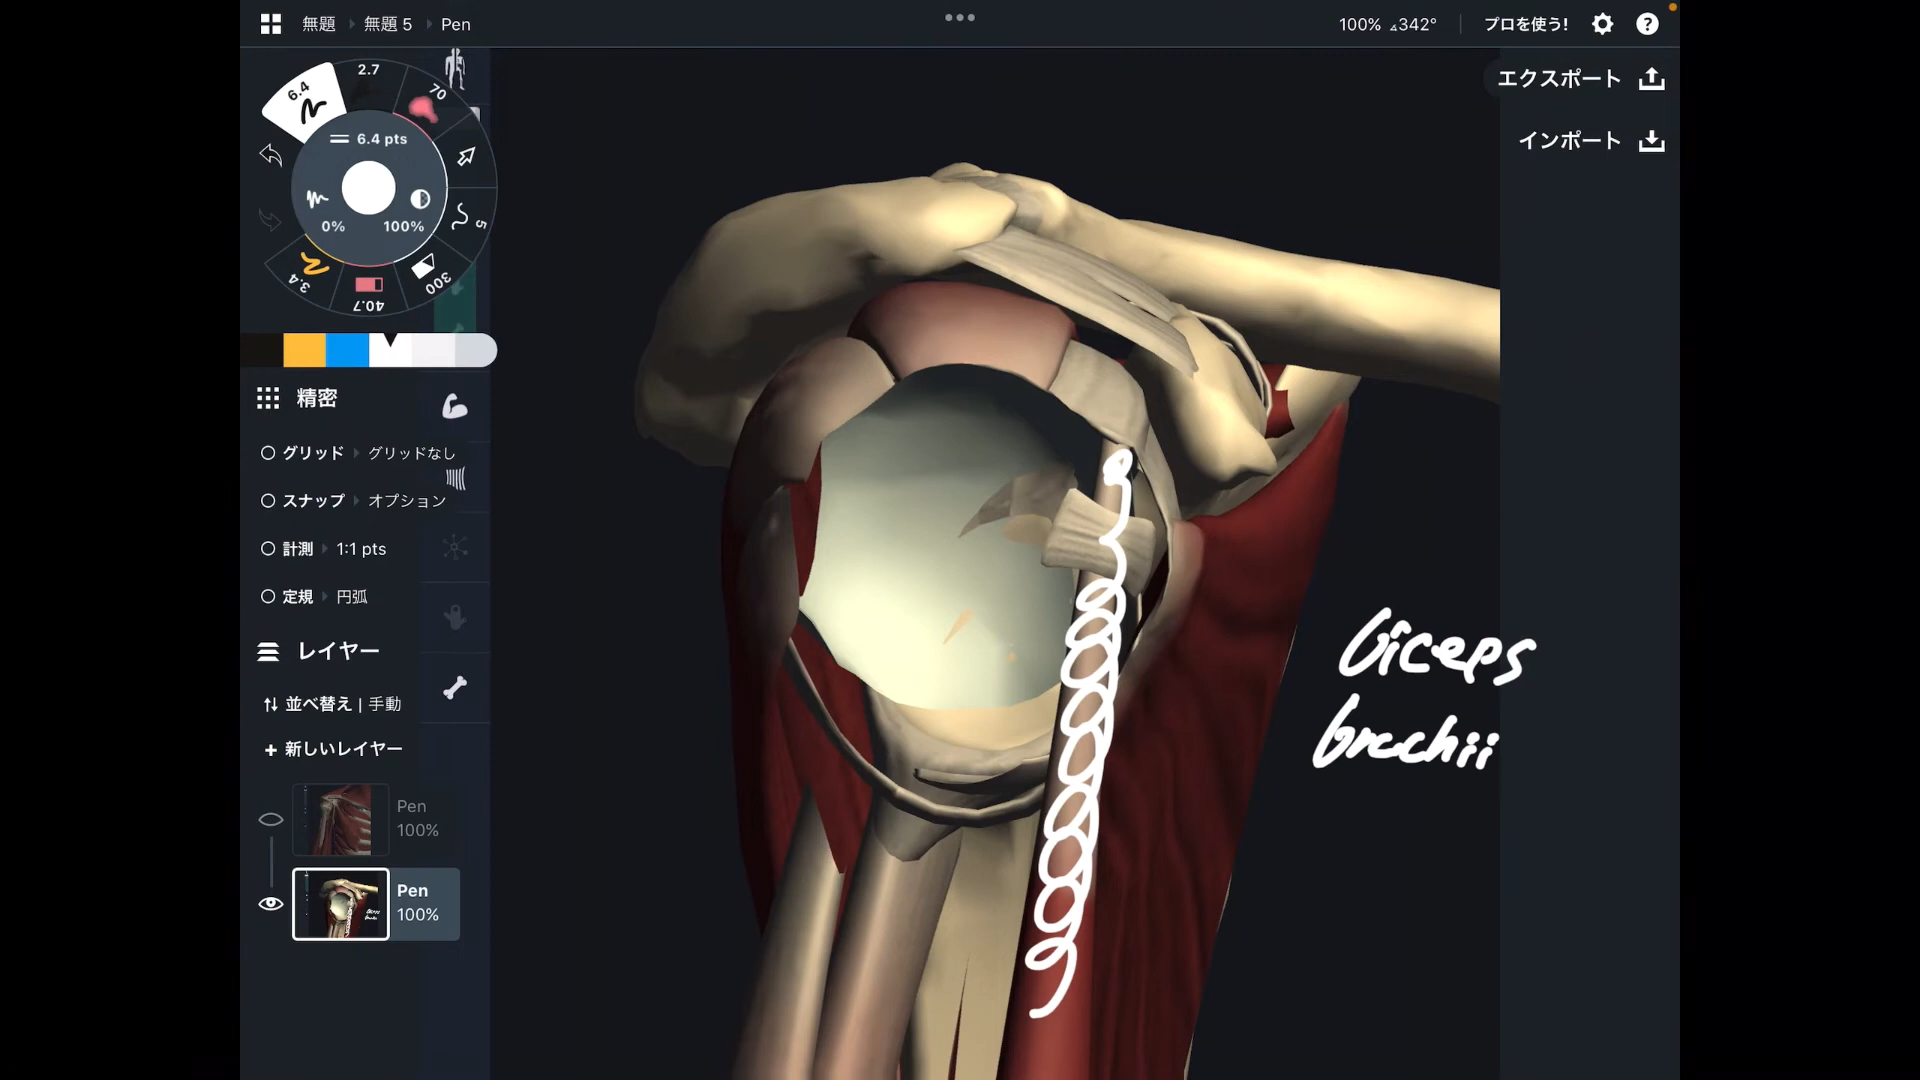 無題 無題 5 Pen
100% ⊿342°
プロを使う!
エクスポート
インポート
6.4
2.7
70
5
300
40.7
3.4
6.4 pts
0% 100%
精密
グリッド グリッドなし
スナップ オプション
計測 1:1 pts
定規 円弧
レイヤー
並べ替え | 手動
+ 新しいレイヤー
Pen
100%
Pen
100%
biceps
brachii